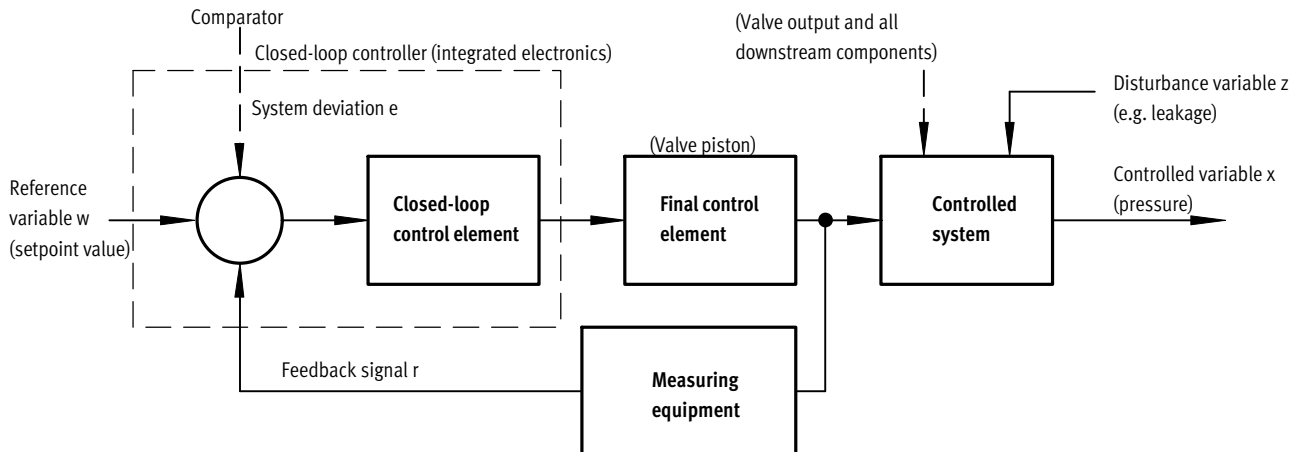 Comparator
Closed-loop controller (integrated electronics)
System deviation e
(Valve output and all
downstream components)
Disturbance variable z
(e.g. leakage)
Reference
variable w
(setpoint value)
Closed-loop
control element
(Valve piston)
Final control
element
Controlled
system
Controlled variable x
(pressure)
Feedback signal r
Measuring
equipment